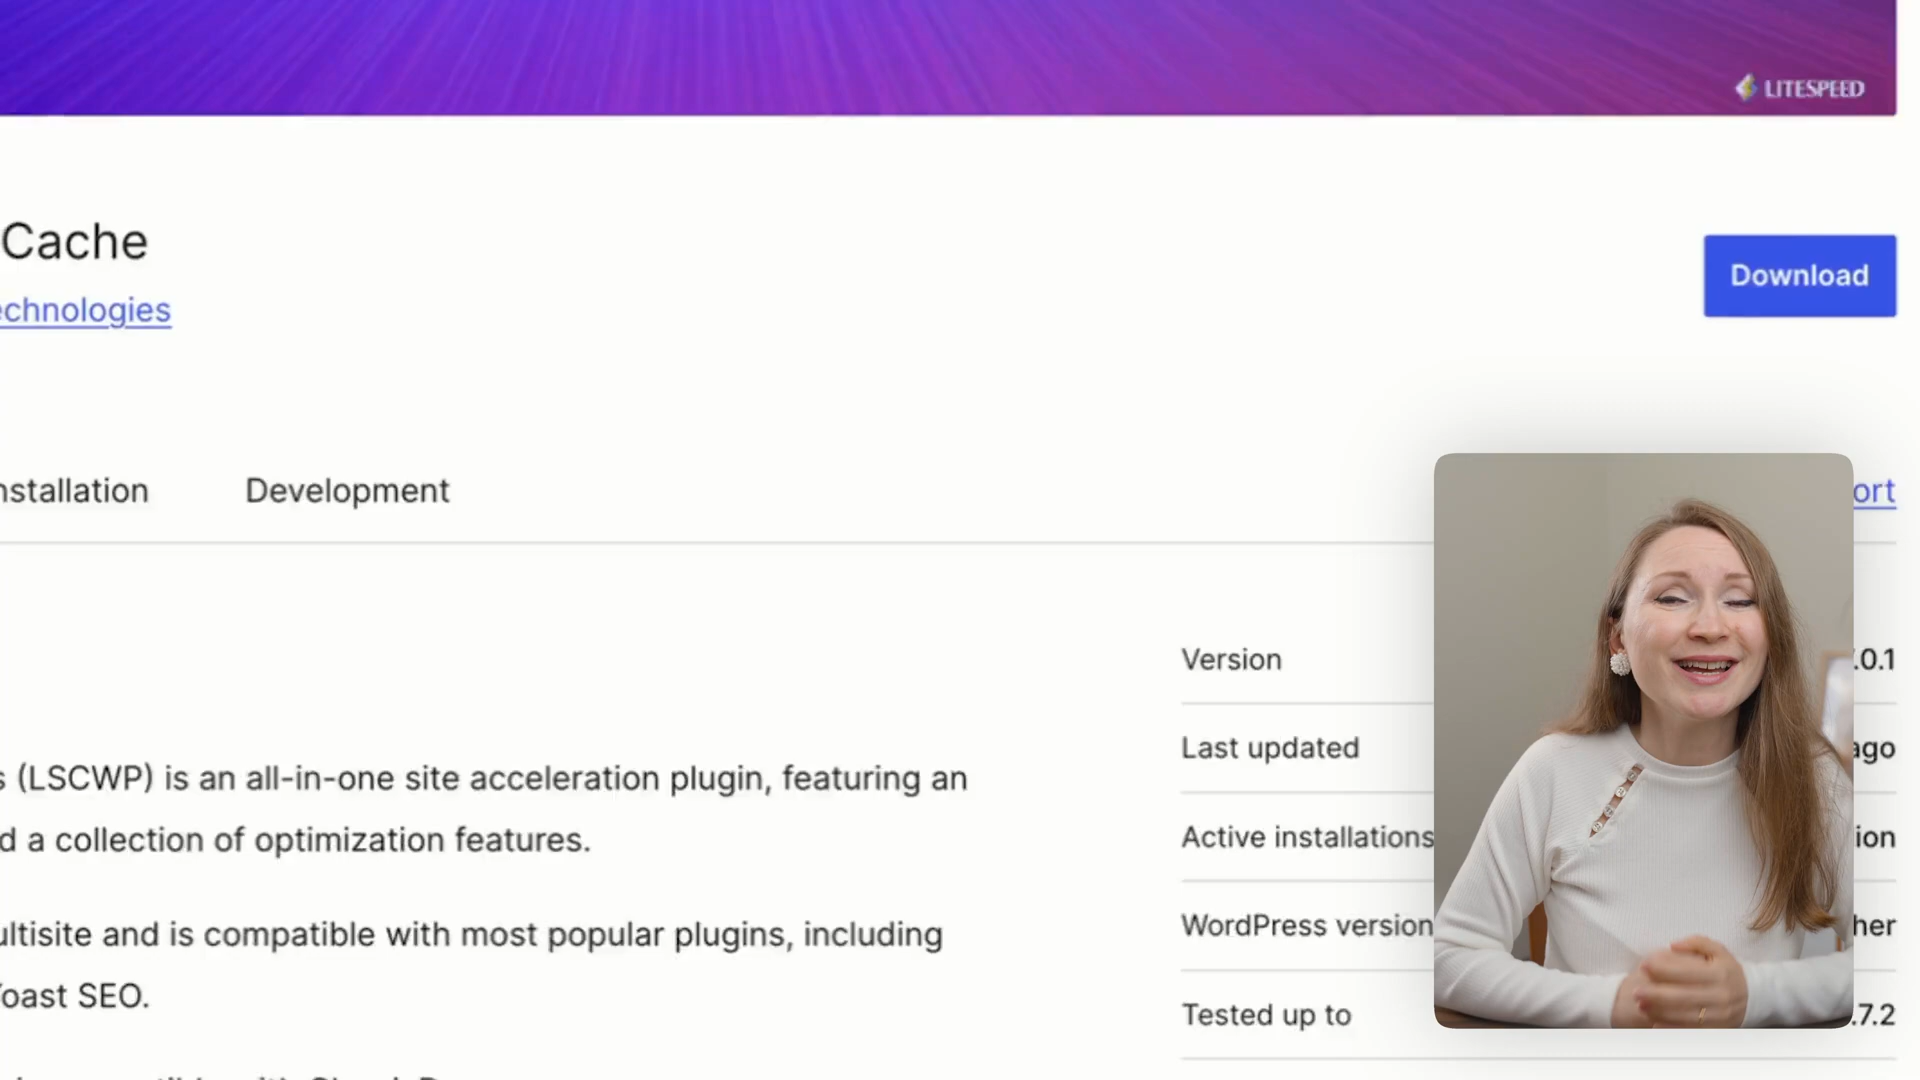 LITESPEED
Cache
echnologies
Download
nstallation
Development
ort
Version
.0.1
Last updated
ago
s (LSCWP) is an all-in-one site acceleration plugin, featuring an
d a collection of optimization features.
Active installations
ion
WordPress version
her
ultisite and is compatible with most popular plugins, including
oast SEO.
Tested up to
.7.2